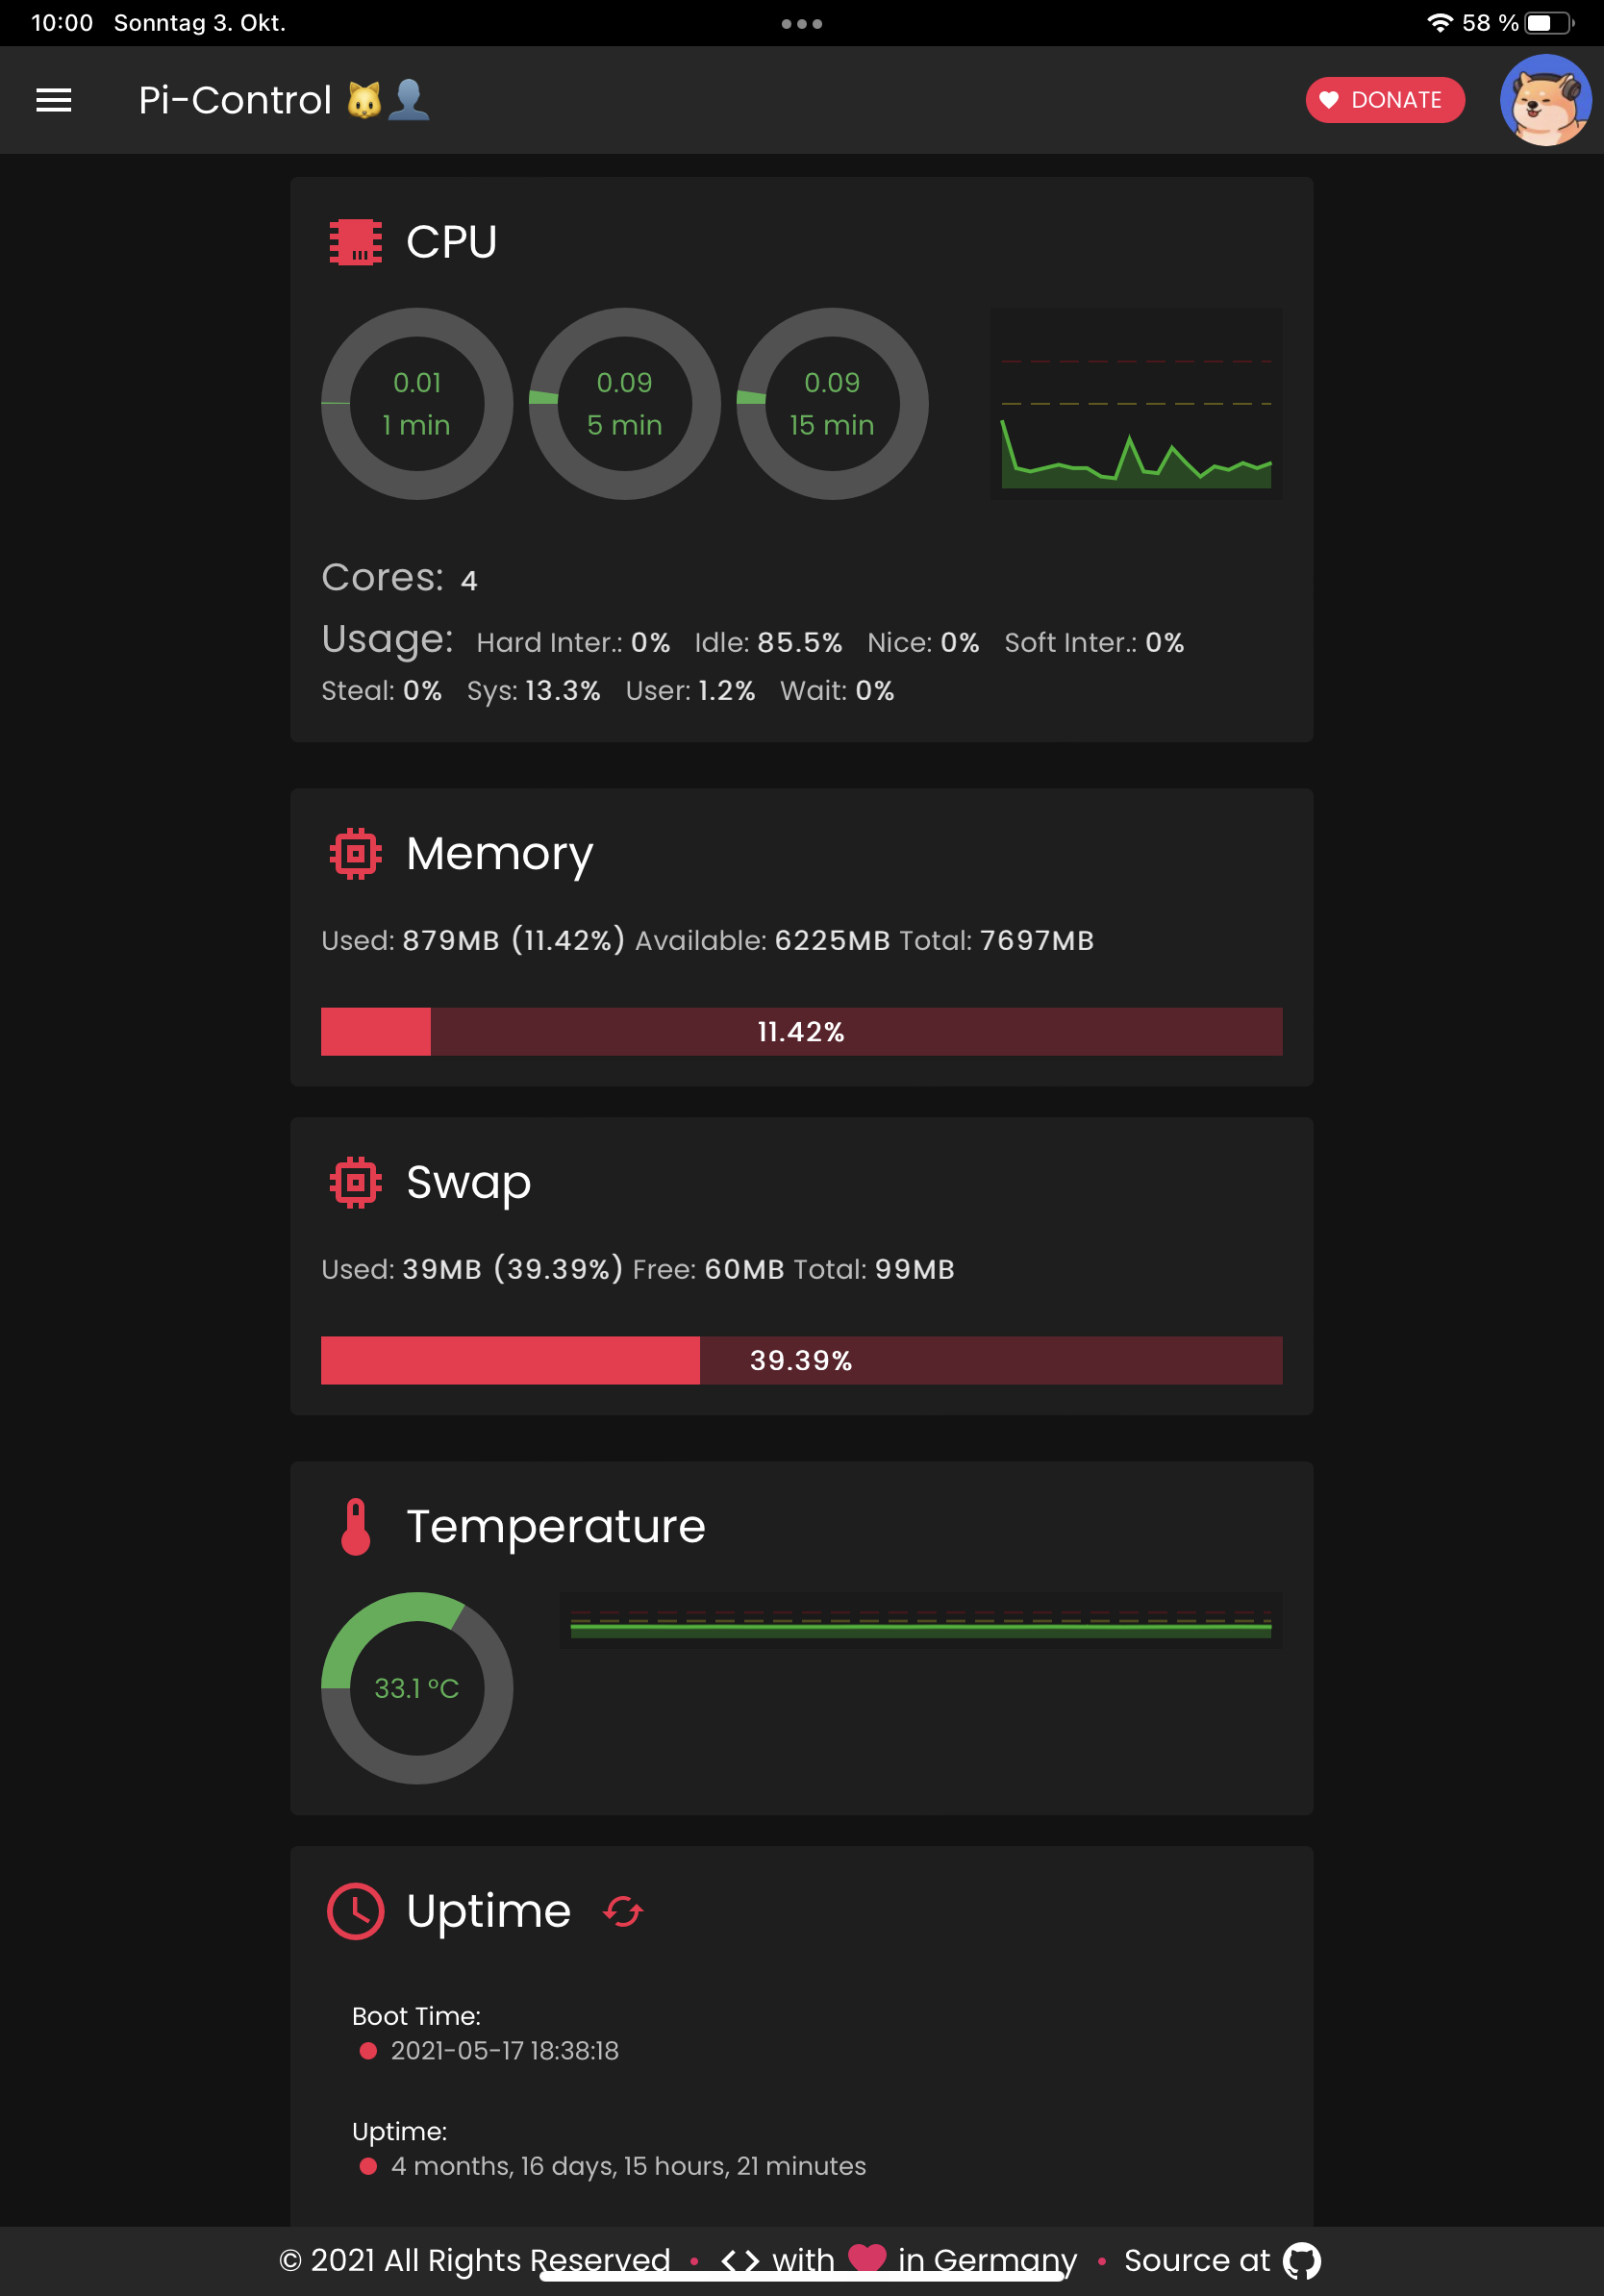 10:00 Sonntag 3. Okt.
58 %
Pi-Control
DONATE
CPU
0.01
1 min
0.09
5 min
0.09
15 min
Cores: 4
Usage: Hard Inter.: 0% Idle: 85.5% Nice: 0% Soft Inter.: 0%
Steal: 0% Sys: 13.3% User: 1.2% Wait: 0%
Memory
Used: 879MB (11.42%) Available: 6225MB Total: 7697MB
11.42%
Swap
Used: 39MB (39.39%) Free: 60MB Total: 99MB
39.39%
Temperature
33.1 °C
Uptime
Boot Time:
2021-05-17 18:38:18
Uptime:
4 months, 16 days, 15 hours, 21 minutes
© 2021 All Rights Reserved • <> with ❤ in Germany • Source at